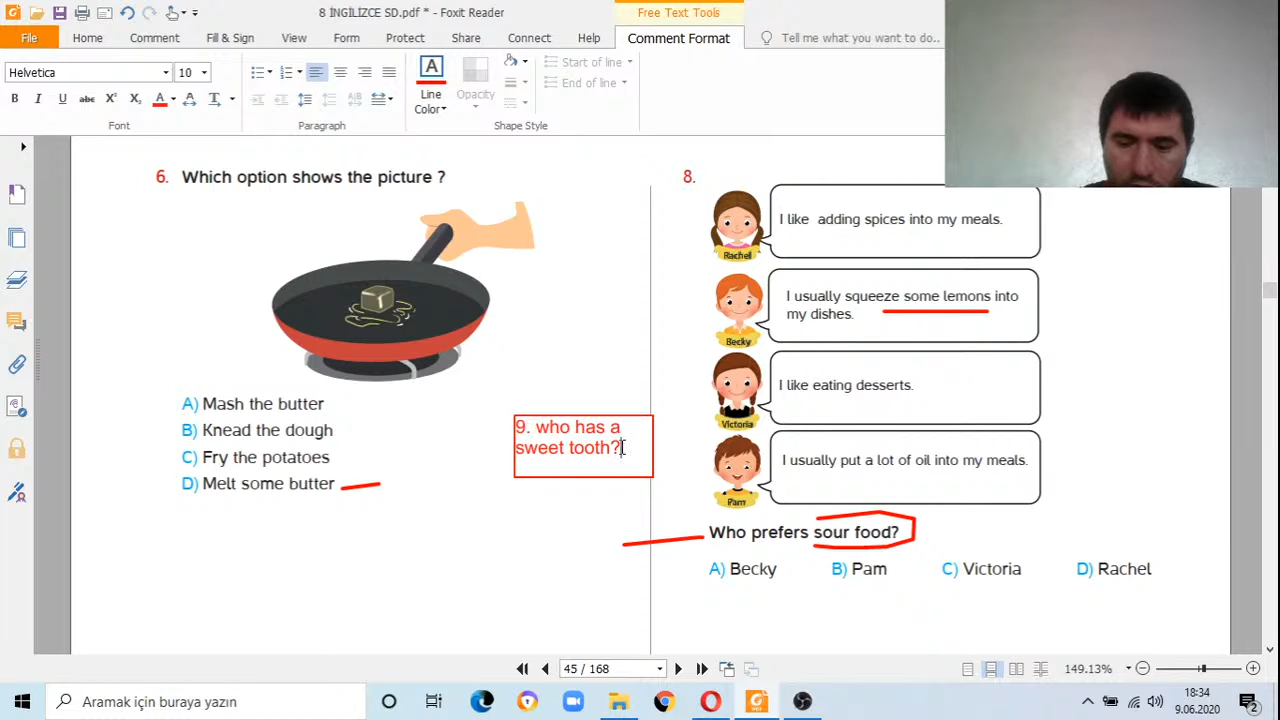 8 İNGİLİZCE SD.pdf * - Foxit Reader
Free Text Tools
File
Home
Comment
Fill & Sign
View
Form
Protect
Share
Connect
Help
Comment Format
Tell me what you want to do..
Helvetica
10
Line Color
Opacity
Start of line
End of line
Font
Paragraph
Shape Style
6. Which option shows the picture ?
A) Mash the butter
B) Knead the dough
C) Fry the potatoes
D) Melt some butter
9. who has a
sweet tooth?
8.
I like adding spices into my meals.
Rachel
I usually squeeze some lemons into
my dishes.
Becky
I like eating desserts.
Victoria
I usually put a lot of oil into my meals.
Pam
Who prefers sour food?
A) Becky B) Pam C) Victoria D) Rachel
45 / 168
149.13%
Aramak için buraya yazın
18:34
9.06.2020
2